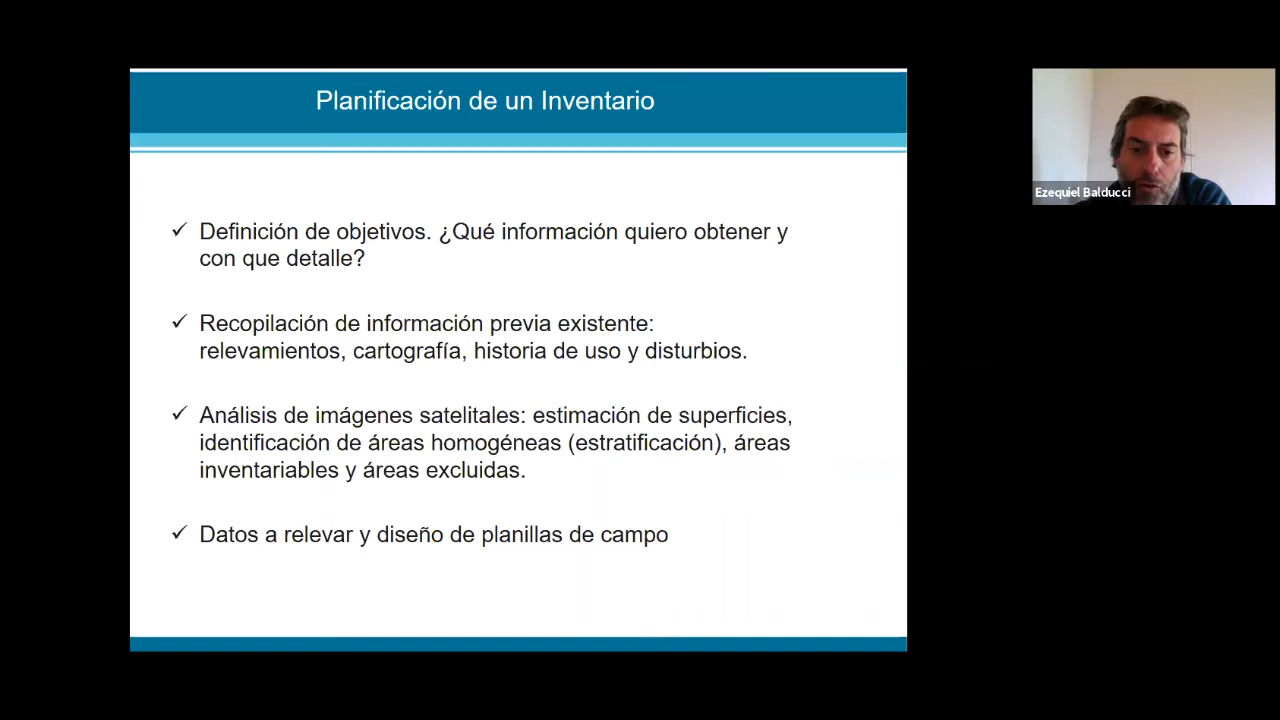 Planificación de un Inventario
Ezequiel Balducci
✓ Definición de objetivos. ¿Qué información quiero obtener y
con que detalle?
✓ Recopilación de información previa existente:
relevamientos, cartografía, historia de uso y disturbios.
✓ Análisis de imágenes satelitales: estimación de superficies,
identificación de áreas homogéneas (estratificación), áreas
inventariables y áreas excluidas.
✓ Datos a relevar y diseño de planillas de campo